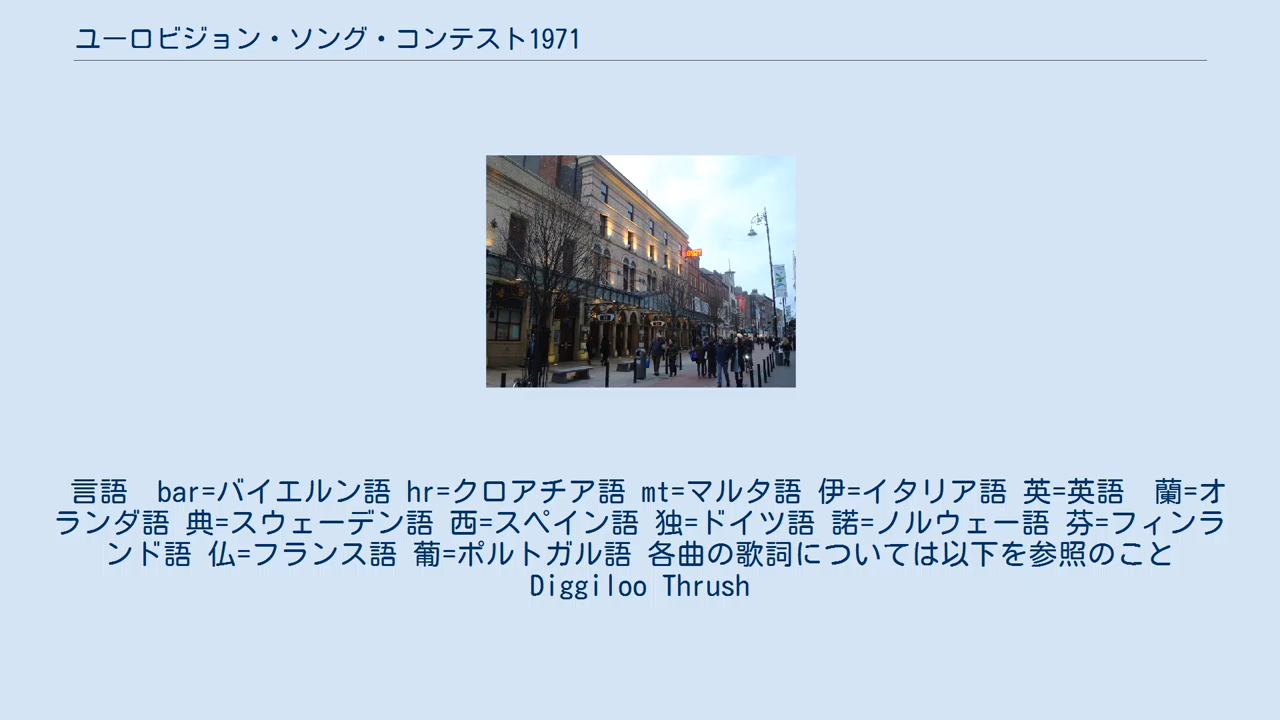 ユーロビジョン・ソング・コンテスト1971
言語　bar=バイエルン語 hr=クロアチア語 mt=マルタ語 伊=イタリア語 英=英語　蘭=オ
ランダ語 典=スウェーデン語 西=スペイン語 独=ドイツ語 諾=ノルウェー語 芬=フィンラ
ンド語 仏=フランス語 葡=ポルトガル語 各曲の歌詞については以下を参照のこと
Diggiloo Thrush